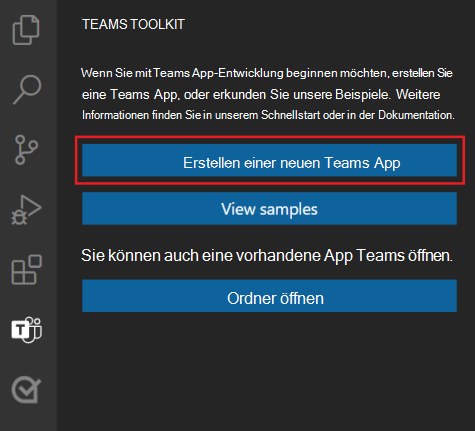 TEAMS TOOLKIT
Wenn Sie mit Teams App-Entwicklung beginnen möchten, erstellen Sie
eine Teams App, oder erkunden Sie unsere Beispiele. Weitere
Informationen finden Sie in unserem Schnellstart oder in der Dokumentation.
Erstellen einer neuen Teams App
View samples
Sie können auch eine vorhandene App Teams öffnen.
Ordner öffnen
T